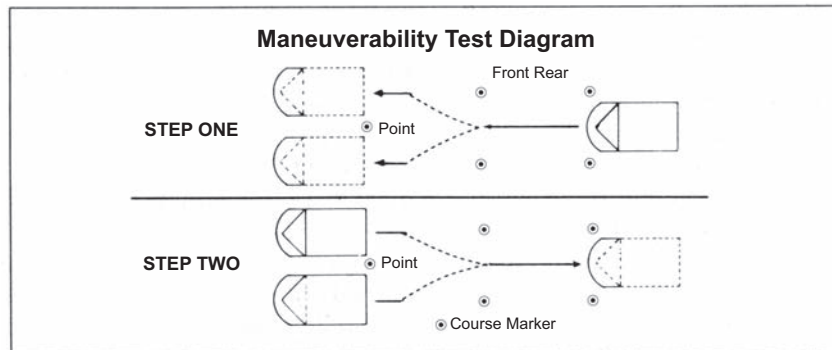 Maneuverability Test Diagram
Front Rear
STEP ONE
Point
STEP TWO
Point
Course Marker